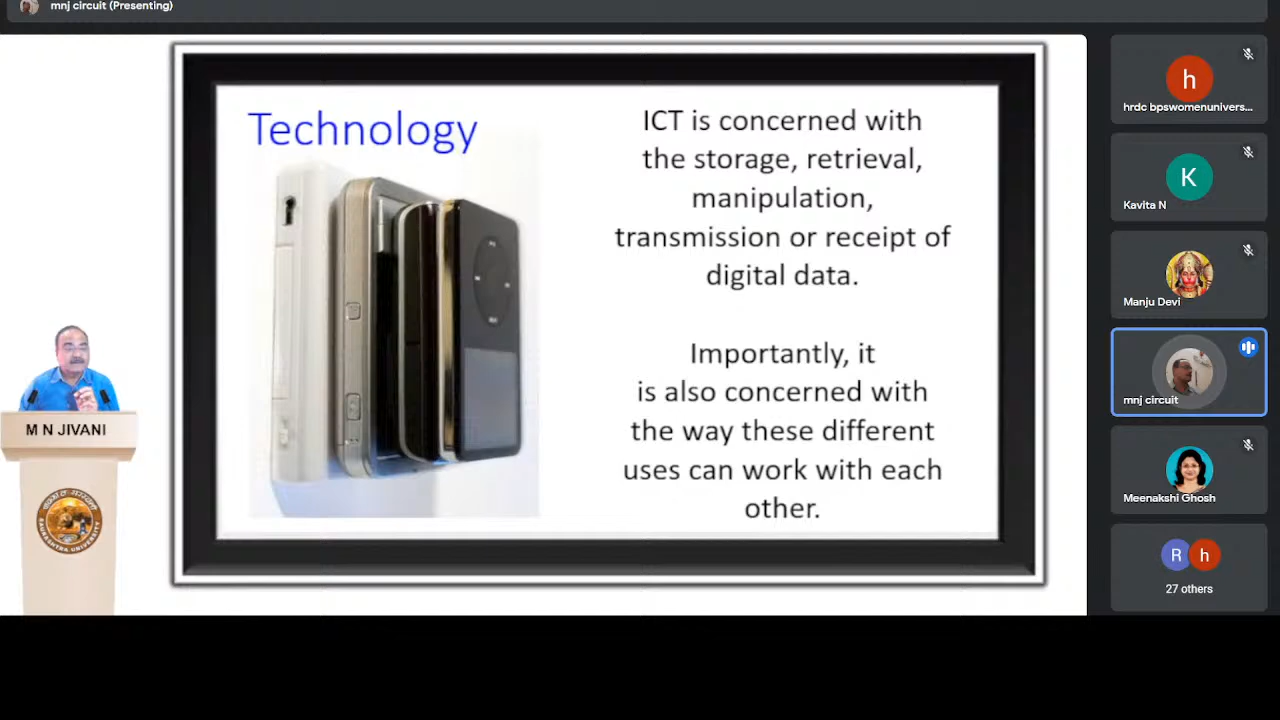 mnj circuit (Presenting)
Technology
ICT is concerned with
the storage, retrieval,
manipulation,
transmission or receipt of
digital data.
Importantly, it
is also concerned with
the way these different
uses can work with each
other.
M N JIVANI
SAURASHTRA UNIVERSITY
h
hrdc bpswomenunivers...
K
Kavita N
Manju Devi
mnj circuit
Meenakshi Ghosh
R h
27 others